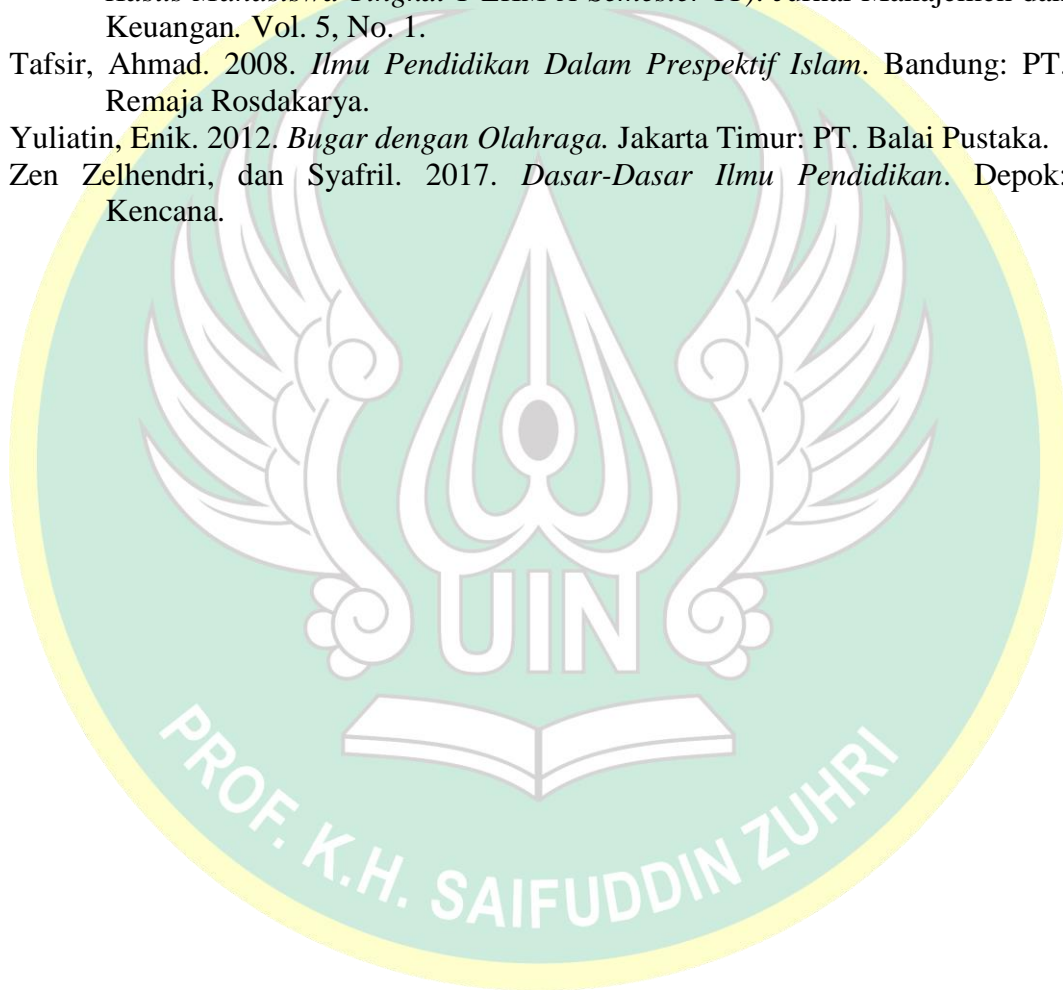 Keuangan. Vol. 5, No. 1.
Tafsir, Ahmad. 2008. Ilmu Pendidikan Dalam Prespektif Islam. Bandung: PT.
Remaja Rosdakarya.
Yuliatin, Enik. 2012. Bugar dengan Olahraga. Jakarta Timur: PT. Balai Pustaka.
Zen Zelhendri, dan Syafril. 2017. Dasar-Dasar Ilmu Pendidikan. Depok:
Kencana.
UIN
PROF. K.H. SAIFUDDIN ZUHRI